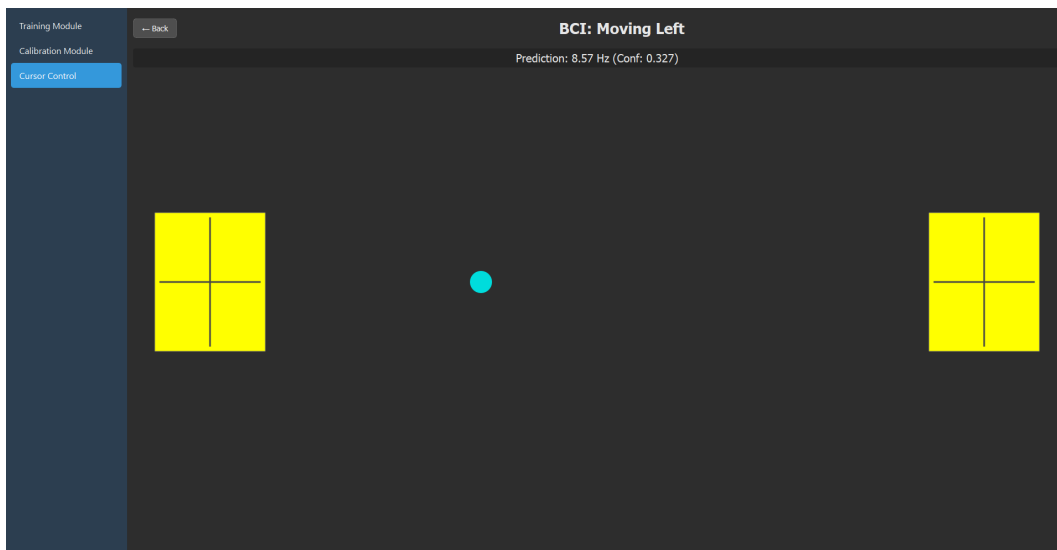 Training Module
Calibration Module
Cursor Control
← Back
BCI: Moving Left
Prediction: 8.57 Hz (Conf: 0.327)